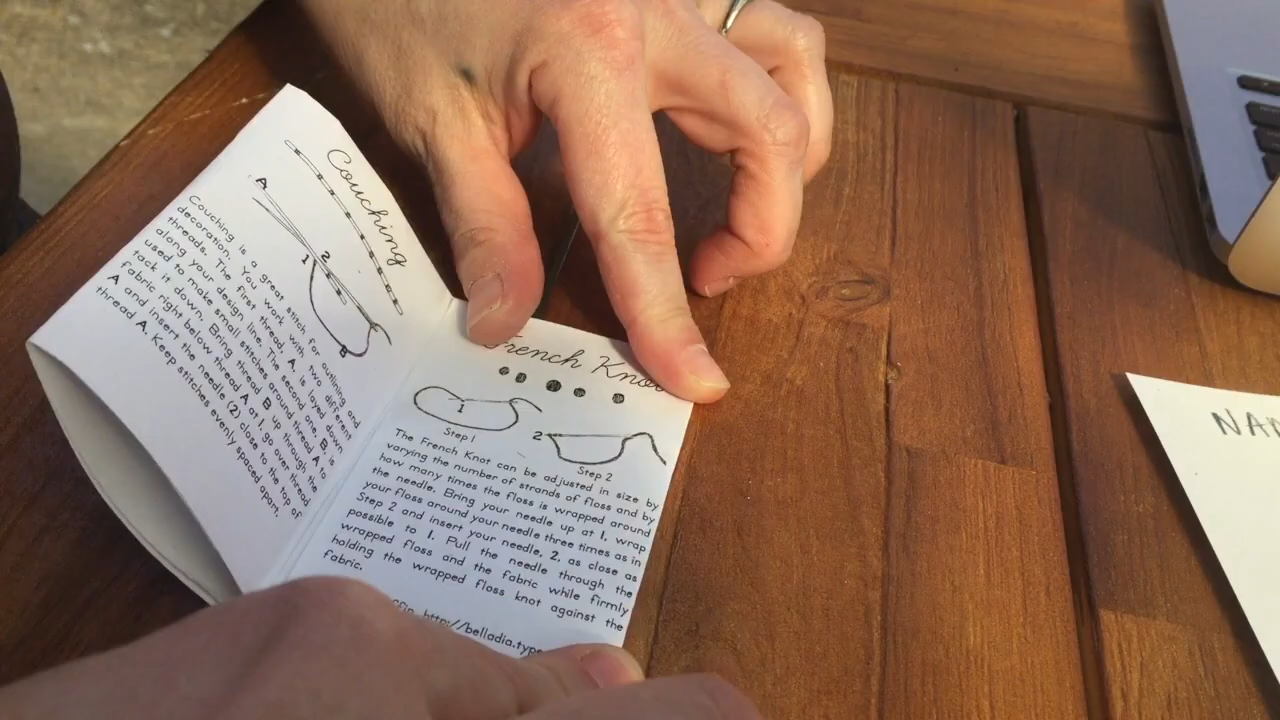 Couching
A
2
1
B
Couching is a great stitch for outlining and
decoration. You work with two different
threads. The first thread, A, is layed down
along your design line. The second one, B, is
used to make small stitches around thread A to
tack it down. Bring thread B up through the
fabric right below thread A at 1, go over thread
A and insert the needle (2) close to the top of
thread A. Keep stitches evenly spaced apart.
French Knot
1
Step 1
2
Step 2
The French Knot can be adjusted in size by
varying the number of strands of floss and by
how many times the floss is wrapped around
the needle. Bring your needle up at 1, wrap
your floss around your needle three times as in
Step 2 and insert your needle, 2, as close as
possible to 1. Pull the needle through the
wrapped floss and the fabric while firmly
holding the wrapped floss knot against the
fabric.
http://belladia.type